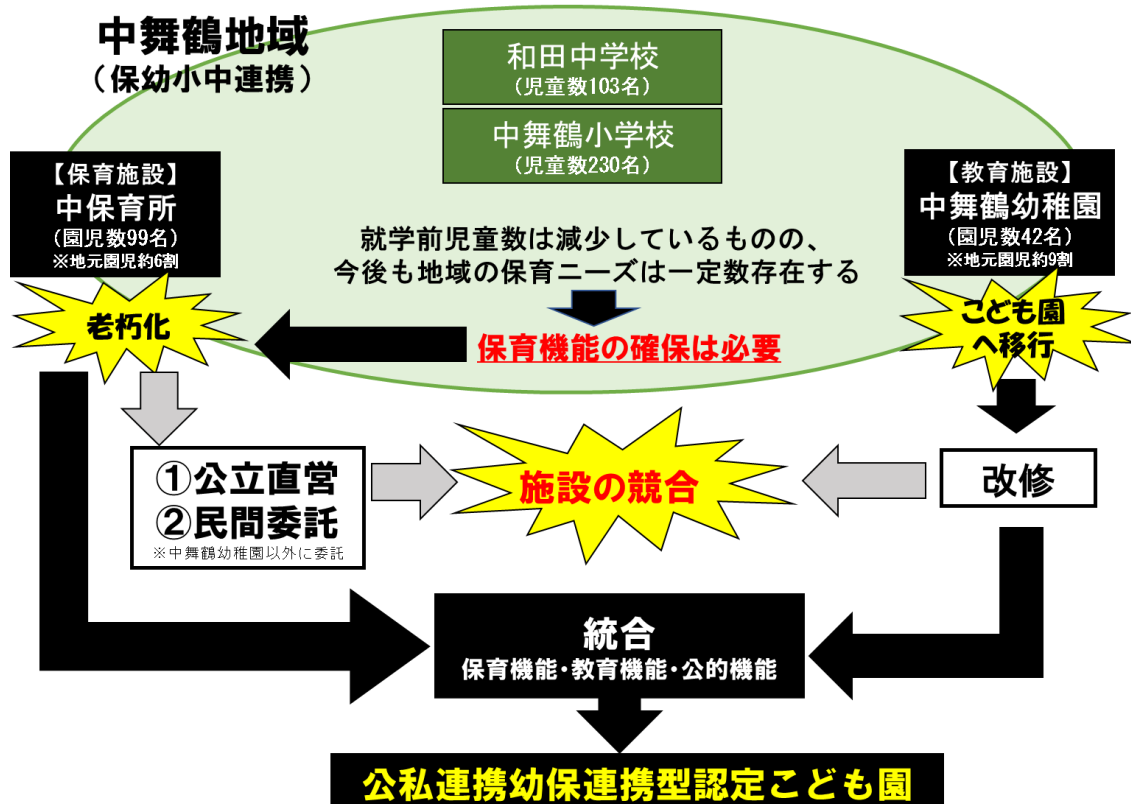 中舞鶴地域
（保幼小中連携）
和田中学校
（児童数103名）
中舞鶴小学校
（児童数230名）
【保育施設】
中保育所
（園児数99名）
※地元園児約6割
【教育施設】
中舞鶴幼稚園
（園児数42名）
※地元園児約9割
就学前児童数は減少しているものの、
今後も地域の保育ニーズは一定数存在する
保育機能の確保は必要
老朽化
こども園
へ移行
①公立直営
②民間委託
※中舞鶴幼稚園以外に委託
施設の競合
改修
統合
保育機能・教育機能・公的機能
公私連携幼保連携型認定こども園